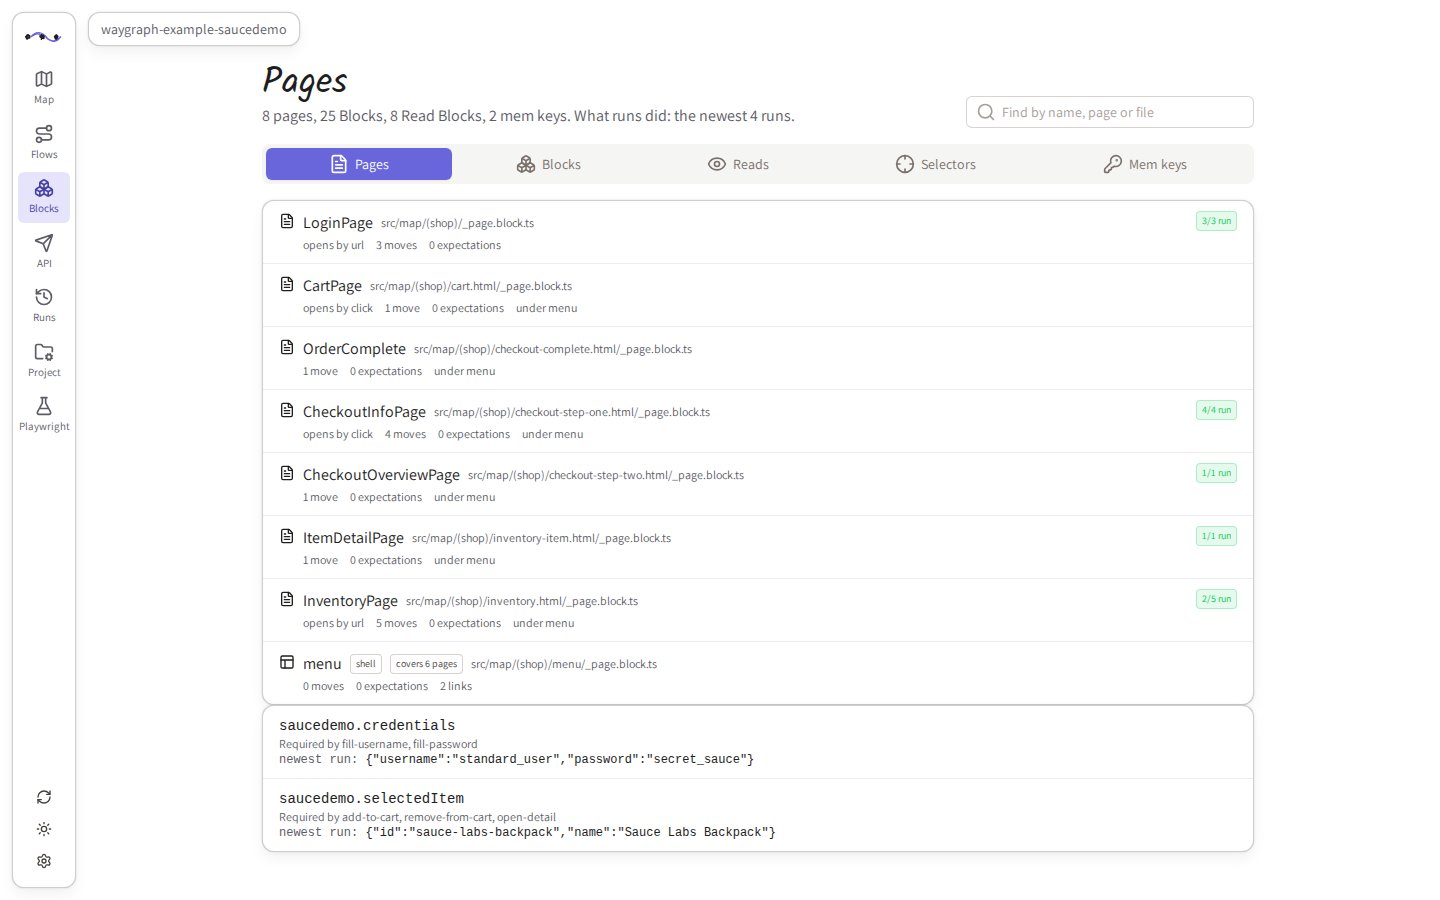 waygraph-example-saucedemo
Map
Flows
Blocks
API
Runs
Project
Playwright
Pages
8 pages, 25 Blocks, 8 Read Blocks, 2 mem keys. What runs did: the newest 4 runs.
Find by name, page or file
Pages Blocks Reads Selectors Mem keys
LoginPage src/map/(shop)/_page.block.ts 3/3 run
opens by url 3 moves 0 expectations
CartPage src/map/(shop)/cart.html/_page.block.ts
opens by click 1 move 0 expectations under menu
OrderComplete src/map/(shop)/checkout-complete.html/_page.block.ts
1 move 0 expectations under menu
CheckoutInfoPage src/map/(shop)/checkout-step-one.html/_page.block.ts 4/4 run
opens by click 4 moves 0 expectations under menu
CheckoutOverviewPage src/map/(shop)/checkout-step-two.html/_page.block.ts 1/1 run
1 move 0 expectations under menu
ItemDetailPage src/map/(shop)/inventory-item.html/_page.block.ts 1/1 run
1 move 0 expectations under menu
InventoryPage src/map/(shop)/inventory.html/_page.block.ts 2/5 run
opens by url 5 moves 0 expectations under menu
menu shell covers 6 pages src/map/(shop)/menu/_page.block.ts
0 moves 0 expectations 2 links
saucedemo.credentials
Required by fill-username, fill-password
newest run: {"username":"standard_user","password":"secret_sauce"}
saucedemo.selectedItem
Required by add-to-cart, remove-from-cart, open-detail
newest run: {"id":"sauce-labs-backpack","name":"Sauce Labs Backpack"}